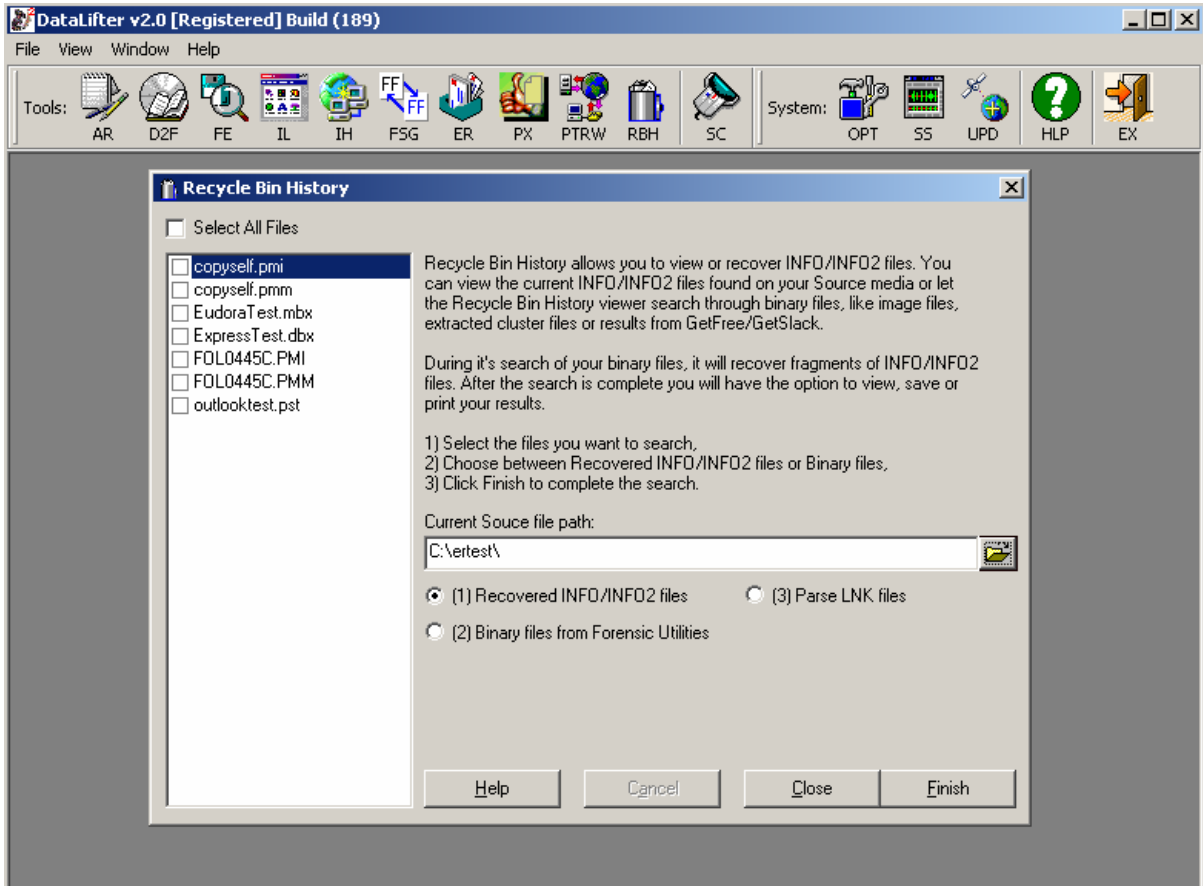 DataLifter v2.0 [Registered] Build (189)
File View Window Help
Tools: AR D2F FE IL IH FSG ER PX PTRW RBH SC System: OPT SS UPD HLP EX
FF
FF
Recycle Bin History
Select All Files
copyself.pmi
copyself.pmm
EudoraTest.mbx
ExpressTest.dbx
FOL0445C.PMI
FOL0445C.PMM
outlooktest.pst
Recycle Bin History allows you to view or recover INFO/INFO2 files. You
can view the current INFO/INFO2 files found on your Source media or let
the Recycle Bin History viewer search through binary files, like image files,
extracted cluster files or results from GetFree/GetSlack.
During it's search of your binary files, it will recover fragments of INFO/INFO2
files. After the search is complete you will have the option to view, save or
print your results.
1) Select the files you want to search,
2) Choose between Recovered INFO/INFO2 files or Binary files,
3) Click Finish to complete the search.
Current Souce file path:
C:\ertest\
(1) Recovered INFO/INFO2 files (3) Parse LNK files
(2) Binary files from Forensic Utilities
Help Cancel Close Finish